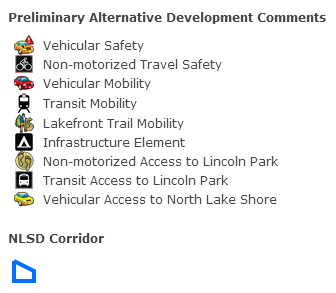 Preliminary Alternative Development Comments
Vehicular Safety
Non-motorized Travel Safety
Vehicular Mobility
Transit Mobility
Lakefront Trail Mobility
Infrastructure Element
Non-motorized Access to Lincoln Park
Transit Access to Lincoln Park
Vehicular Access to North Lake Shore
NLSD Corridor